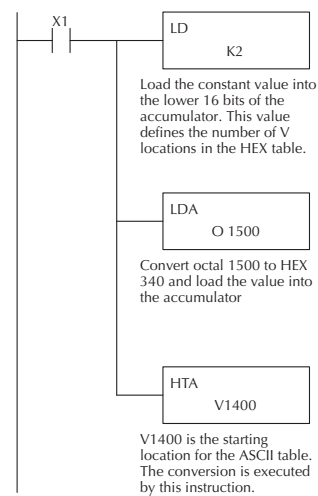 X1
LD
K2
Load the constant value into
the lower 16 bits of the
accumulator. This value
defines the number of V
locations in the HEX table.
LDA
O 1500
Convert octal 1500 to HEX
340 and load the value into
the accumulator
HTA
V1400
V1400 is the starting
location for the ASCII table.
The conversion is executed
by this instruction.